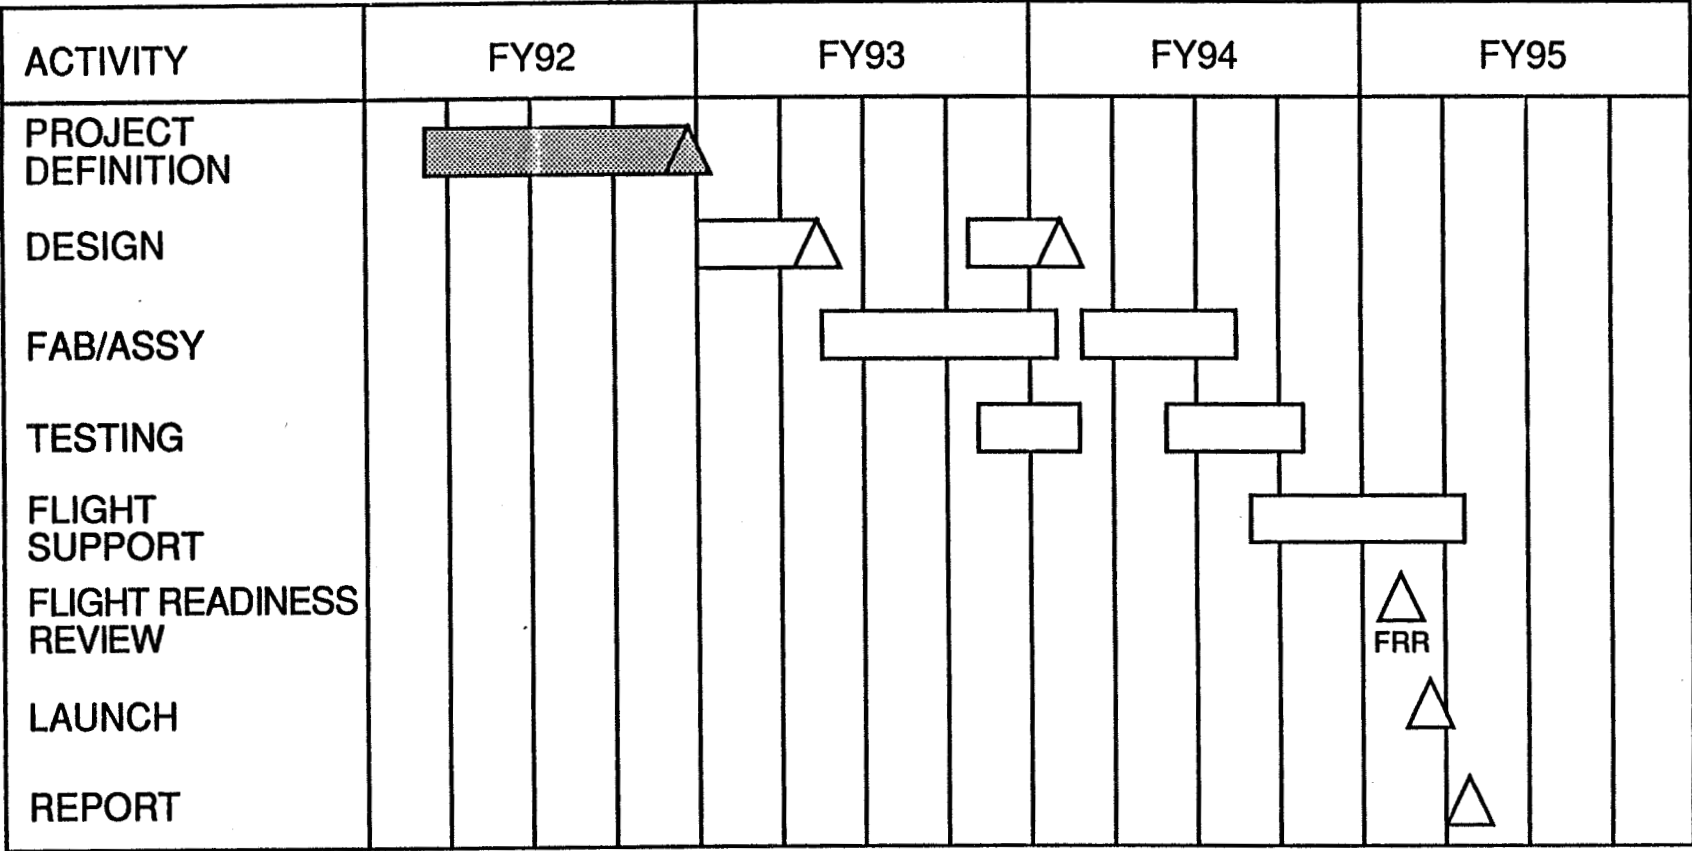 ACTIVITY FY92 FY93 FY94 FY95
PROJECT
DEFINITION
DESIGN
FAB/ASSY
TESTING
FLIGHT
SUPPORT
FLIGHT READINESS
REVIEW
FRR
LAUNCH
REPORT